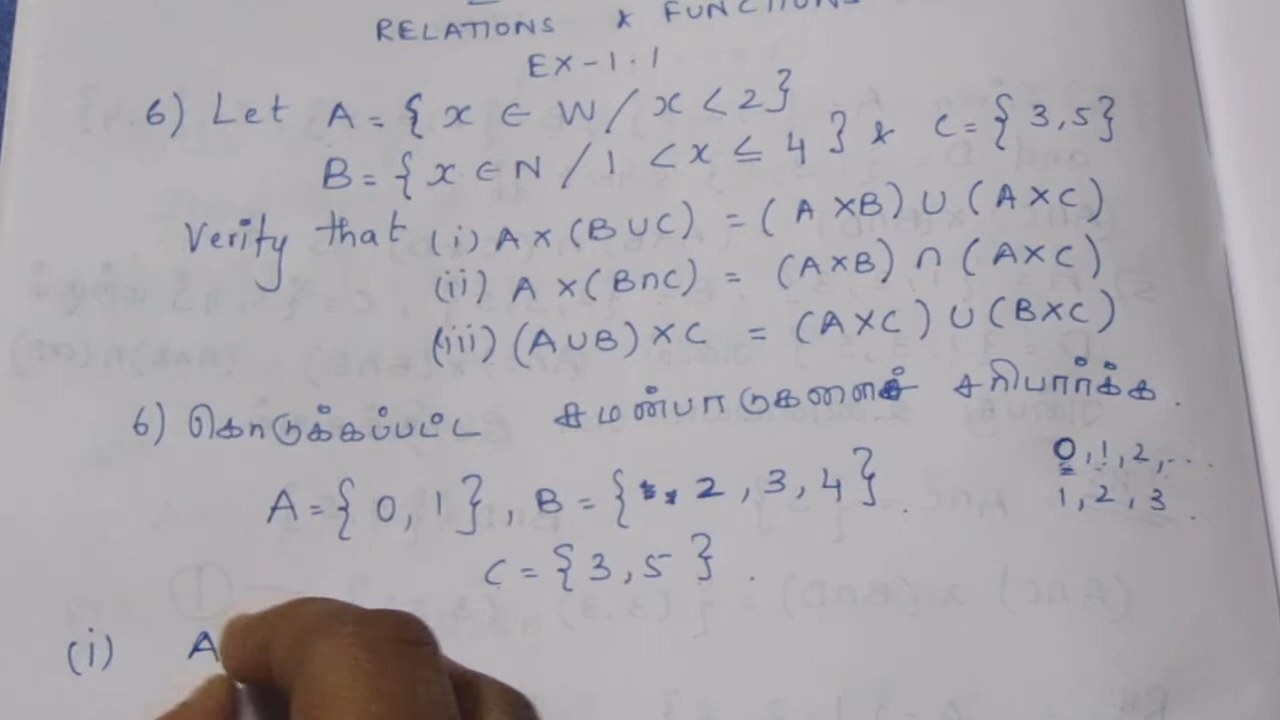 RELATIONS & FUNCTIONS
EX-1.1
6) Let A = { x ∈ W / x < 2 }
B = { x ∈ N / 1 < x ≤ 4 } & C = { 3, 5 }
Verify that (i) A × (B ∪ C) = (A × B) ∪ (A × C)
(ii) A × (B ∩ C) = (A × B) ∩ (A × C)
(iii) (A ∪ B) × C = (A × C) ∪ (B × C)
6) கொடுக்கப்பட்ட சமன்பாடுகளைச் சரிபார்க்க.
0, 1, 2, ...
A = { 0, 1 }, B = { 2, 3, 4 }.
1, 2, 3
C = { 3, 5 }.
(i) A